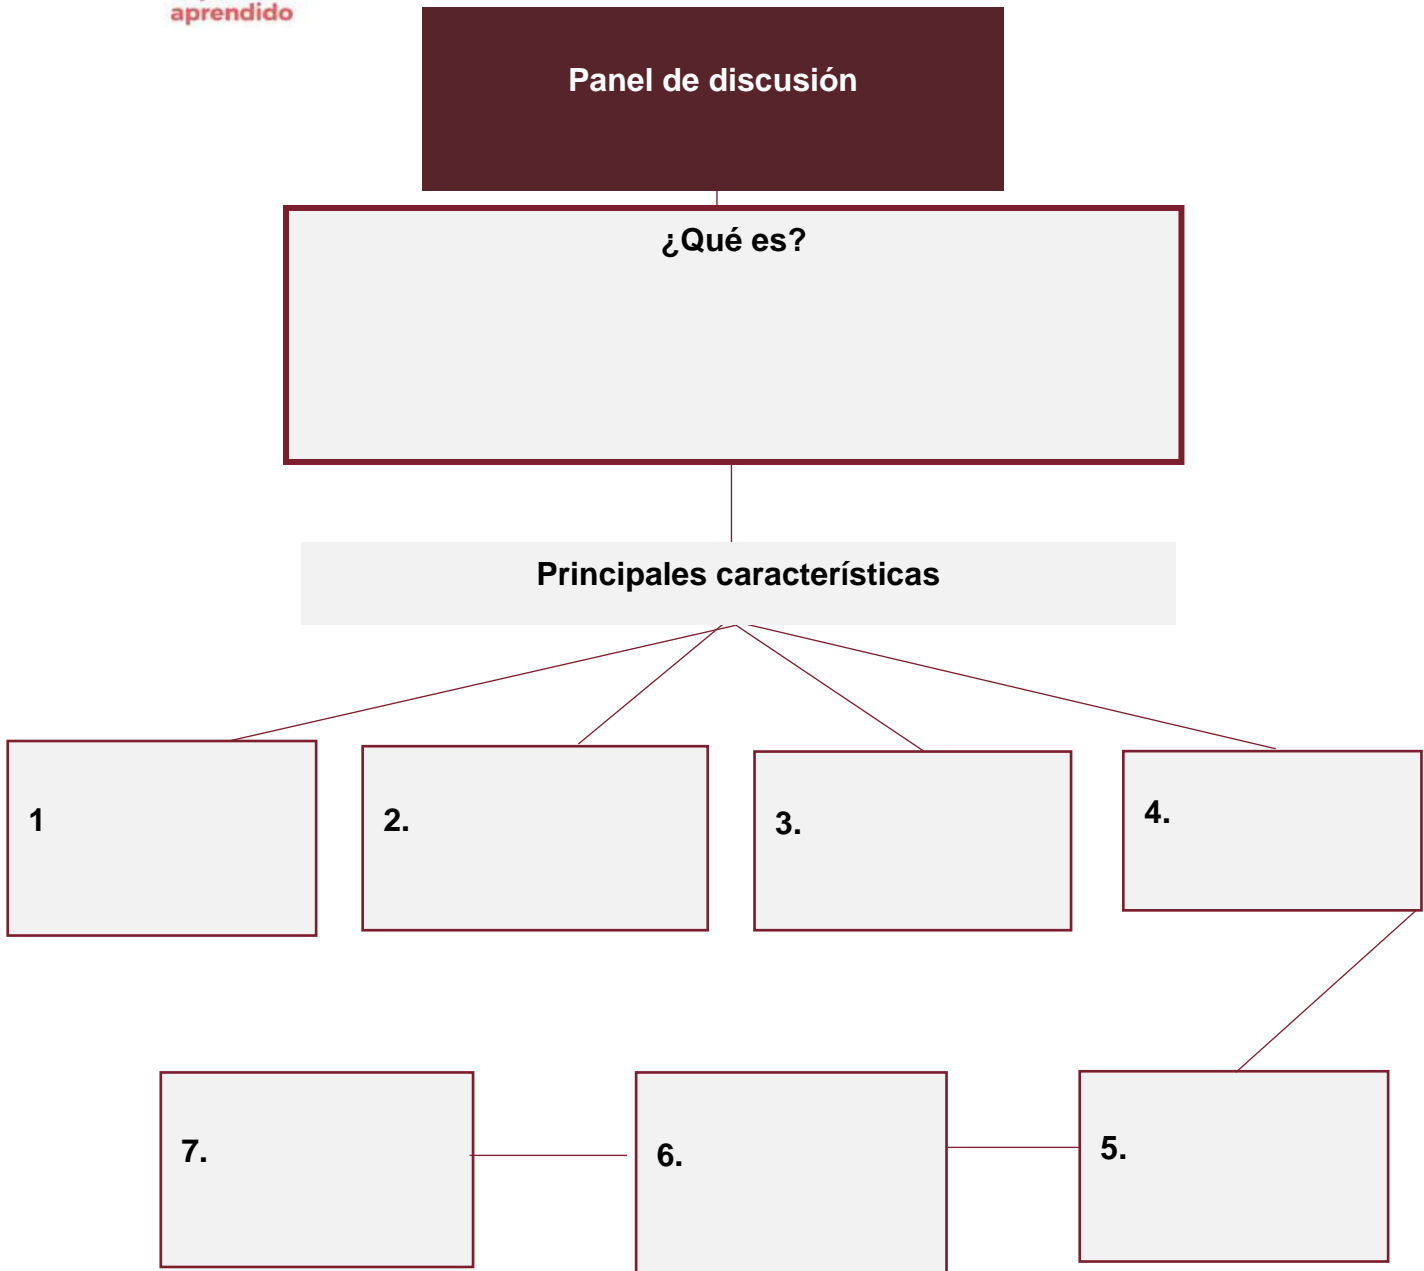 aprendido
Panel de discusión
¿Qué es?
Principales características
1
2.
3.
4.
7.
6.
5.